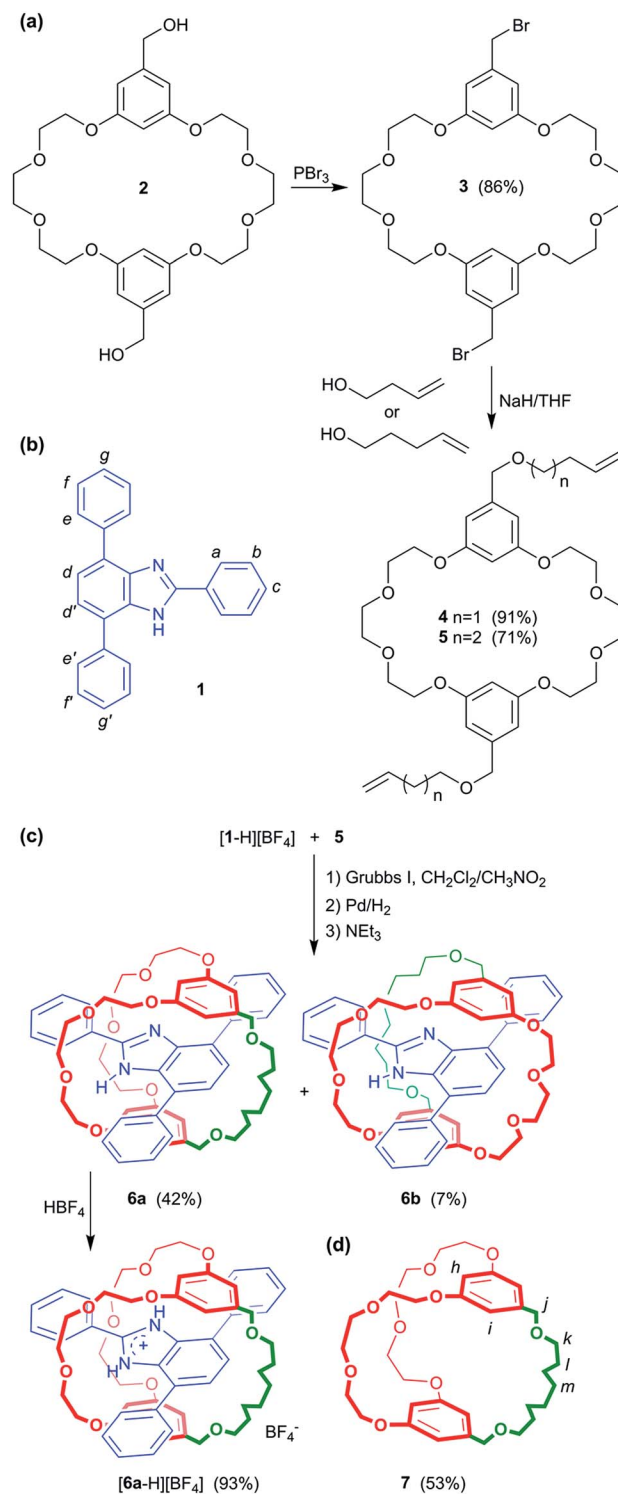 (a)
OH
O O
O O
2
O O
O O
HO
PBr3
Br
O O
O O
3 (86%)
O O
O O
Br
HO
or
HO
NaH/THF
(b)
g
f
e
d
d'
e'
f'
g'
N
N
H
a
b
c
1
O
n
O O
O O
4 n=1 (91%)
5 n=2 (71%)
O O
O O
n
O
(c)
[1-H][BF4] + 5
1) Grubbs I, CH2Cl2/CH3NO2
2) Pd/H2
3) NEt3
O
O
O
O
O
N
N
H
O
O
O
O
O
6a (42%)
+
O
O
O
O
O
N
H
N
O
O
O
O
O
6b (7%)
HBF4
O
O
O
O
O
H
N
+
N
H
O
O
O
O
O
BF4-
[6a-H][BF4] (93%)
(d)
O
O
h
O
O
O
i
j
O
k
l
m
O
O
O
O
O
7 (53%)